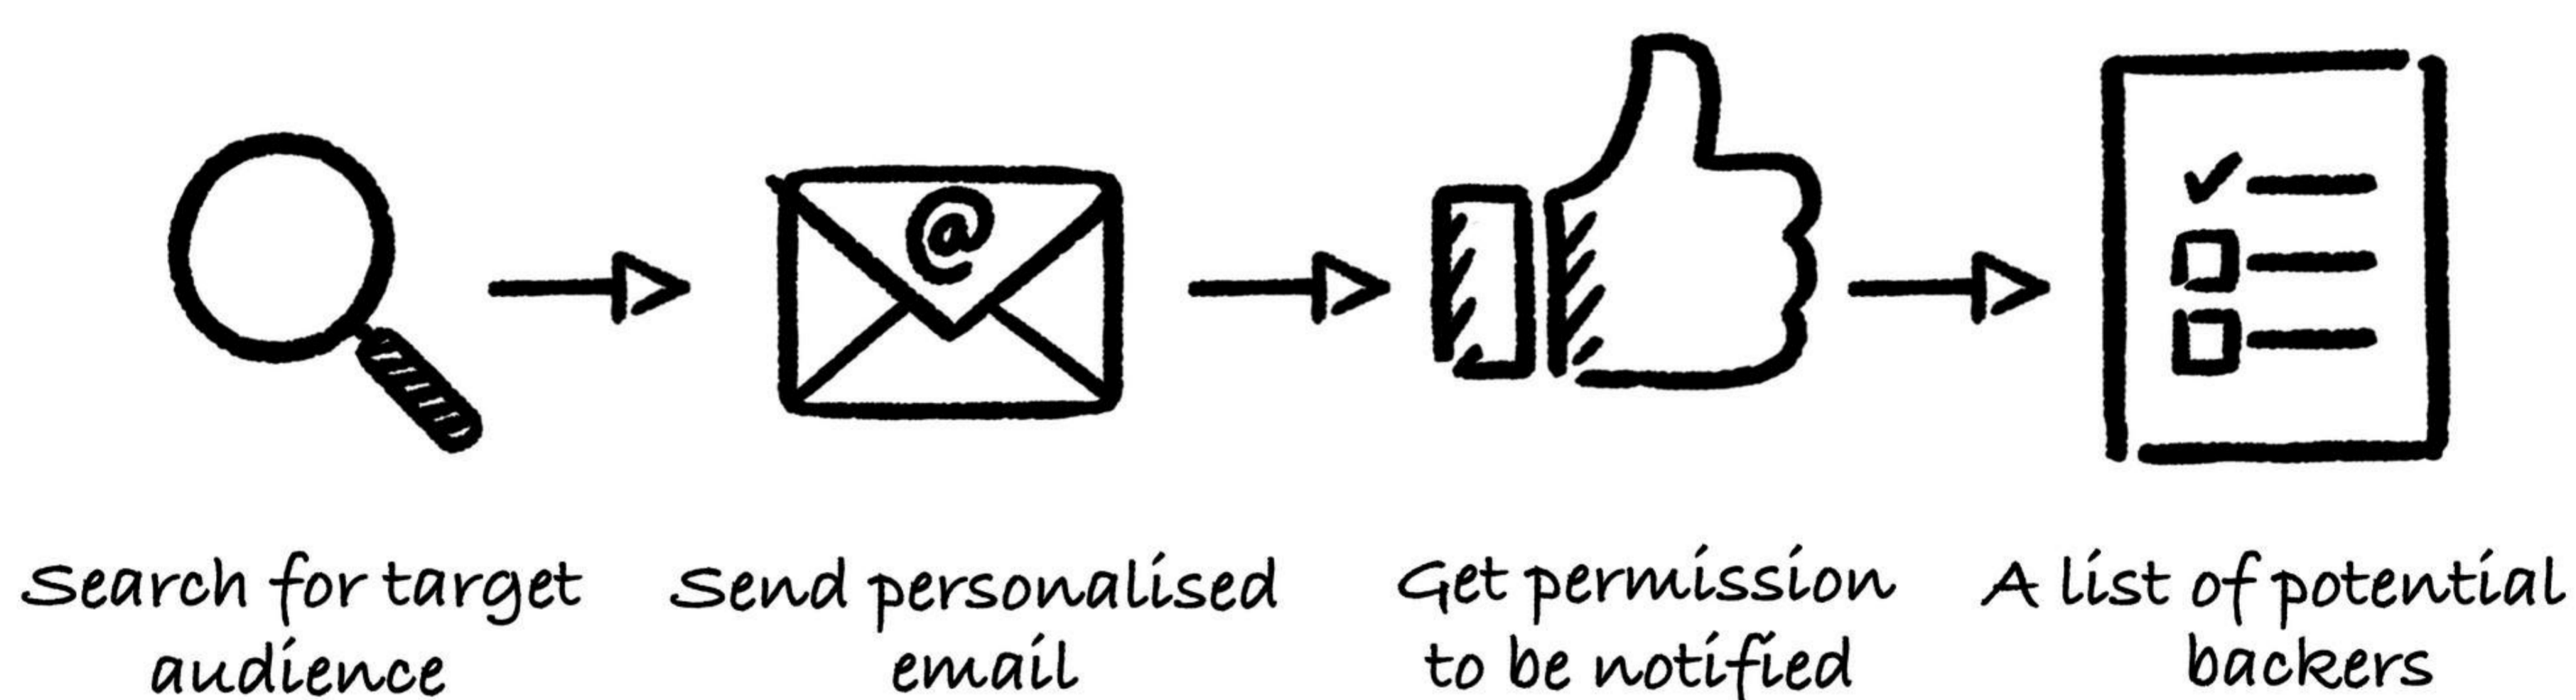 Search for target
audience
Send personalised
email
Get permission
to be notified
A list of potential
backers
@